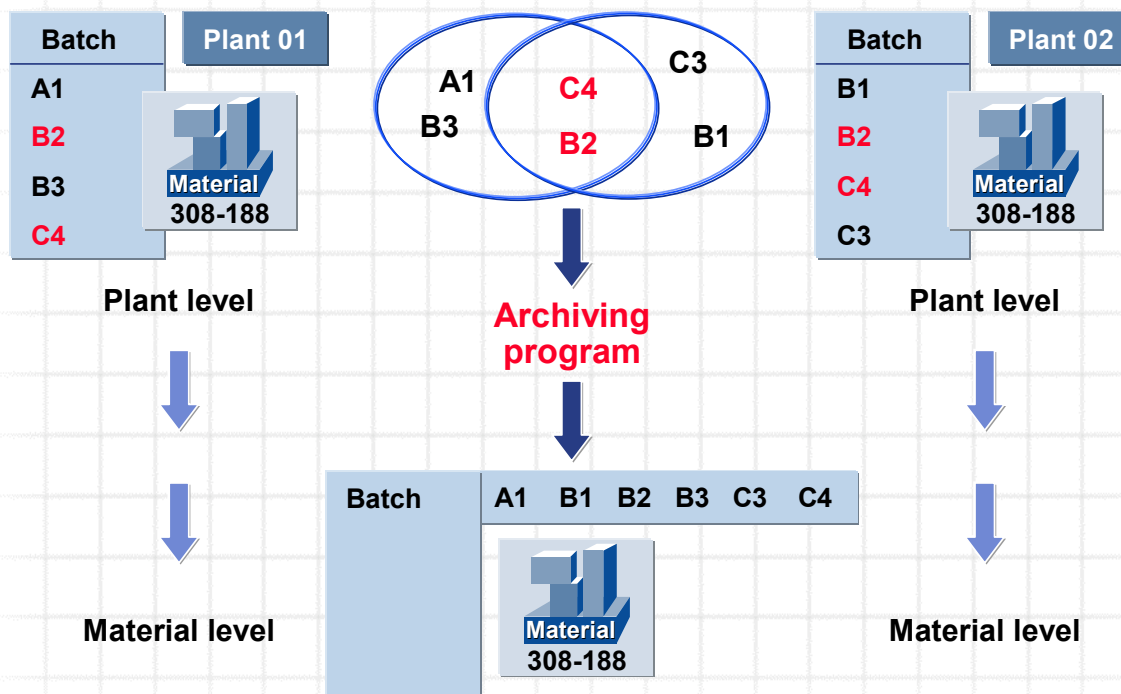 Batch
A1
B2
B3
C4
Plant 01
Material
308-188
Plant level
Material level
A1
B3
C4
B2
C3
B1
Archiving
program
Batch
A1 B1 B2 B3 C3 C4
Material
308-188
Batch
B1
B2
C4
C3
Plant 02
Material
308-188
Plant level
Material level